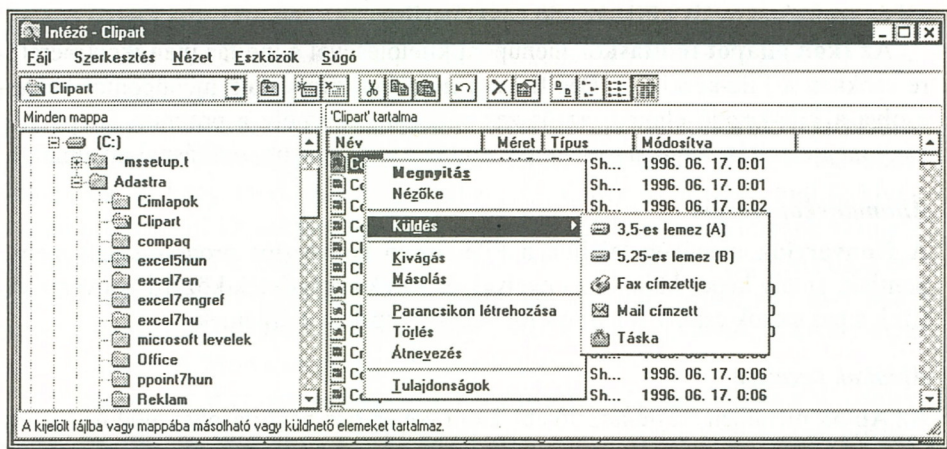 Intéző - Clipart
Fájl Szerkesztés Nézet Eszközök Súgó
Clipart
Minden mappa
'Clipart' tartalma
(C:)
~mssetup.t
Adastra
Cimlapok
Clipart
compaq
excel5hun
excel7en
excel7engref
excel7hu
microsoft levelek
Office
ppoint7hun
Reklam
Név Méret Típus Módosítva
Sh... 1996. 06. 17. 0:01
Sh... 1996. 06. 17. 0:01
Sh... 1996. 06. 17. 0:02
Megnyitás
Nézőke
Küldés
Kivágás
Másolás
Parancsikon létrehozása
Törlés
Átnevezés
Tulajdonságok
3,5-es lemez (A)
5,25-es lemez (B)
Fax címzettje
Mail címzett
Táska
Sh... 1996. 06. 17. 0:06
Sh... 1996. 06. 17. 0:06
A kijelölt fájlba vagy mappába másolható vagy küldhető elemeket tartalmaz.